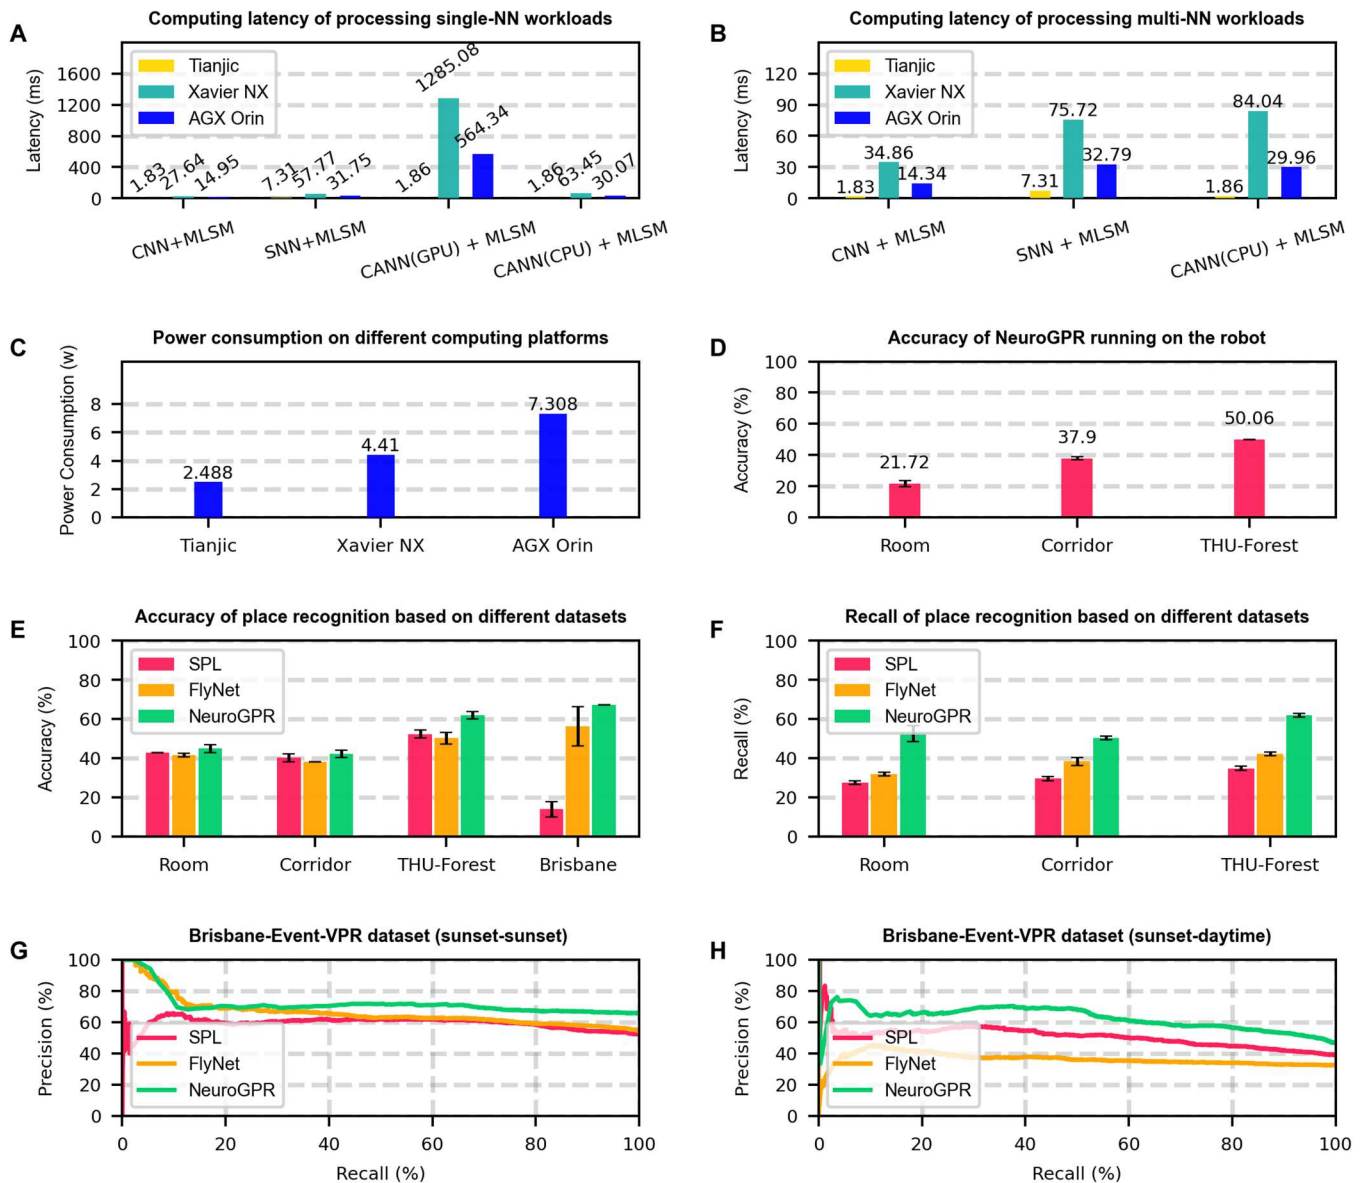 A
Computing latency of processing single-NN workloads
Latency (ms)
1600
1200
800
400
0
Tianjic
Xavier NX
AGX Orin
1.83
27.64
14.95
7.31
57.77
31.75
1.86
1285.08
564.34
1.86
63.45
30.07
CNN+MLSM
SNN+MLSM
CANN(GPU) + MLSM
CANN(CPU) + MLSM
B
Computing latency of processing multi-NN workloads
Latency (ms)
120
90
60
30
0
Tianjic
Xavier NX
AGX Orin
1.83
34.86
14.34
7.31
75.72
32.79
1.86
84.04
29.96
CNN + MLSM
SNN + MLSM
CANN(CPU) + MLSM
C
Power consumption on different computing platforms
Power Consumption (w)
8
6
4
2
0
2.488
4.41
7.308
Tianjic
Xavier NX
AGX Orin
D
Accuracy of NeuroGPR running on the robot
Accuracy (%)
100
80
60
40
20
0
21.72
37.9
50.06
Room
Corridor
THU-Forest
E
Accuracy of place recognition based on different datasets
Accuracy (%)
100
80
60
40
20
0
SPL
FlyNet
NeuroGPR
Room
Corridor
THU-Forest
Brisbane
F
Recall of place recognition based on different datasets
Recall (%)
100
80
60
40
20
0
SPL
FlyNet
NeuroGPR
Room
Corridor
THU-Forest
G
Brisbane-Event-VPR dataset (sunset-sunset)
Precision (%)
100
80
60
40
20
0
SPL
FlyNet
NeuroGPR
0
20
40
60
80
100
Recall (%)
H
Brisbane-Event-VPR dataset (sunset-daytime)
Precision (%)
100
80
60
40
20
0
SPL
FlyNet
NeuroGPR
0
20
40
60
80
100
Recall (%)